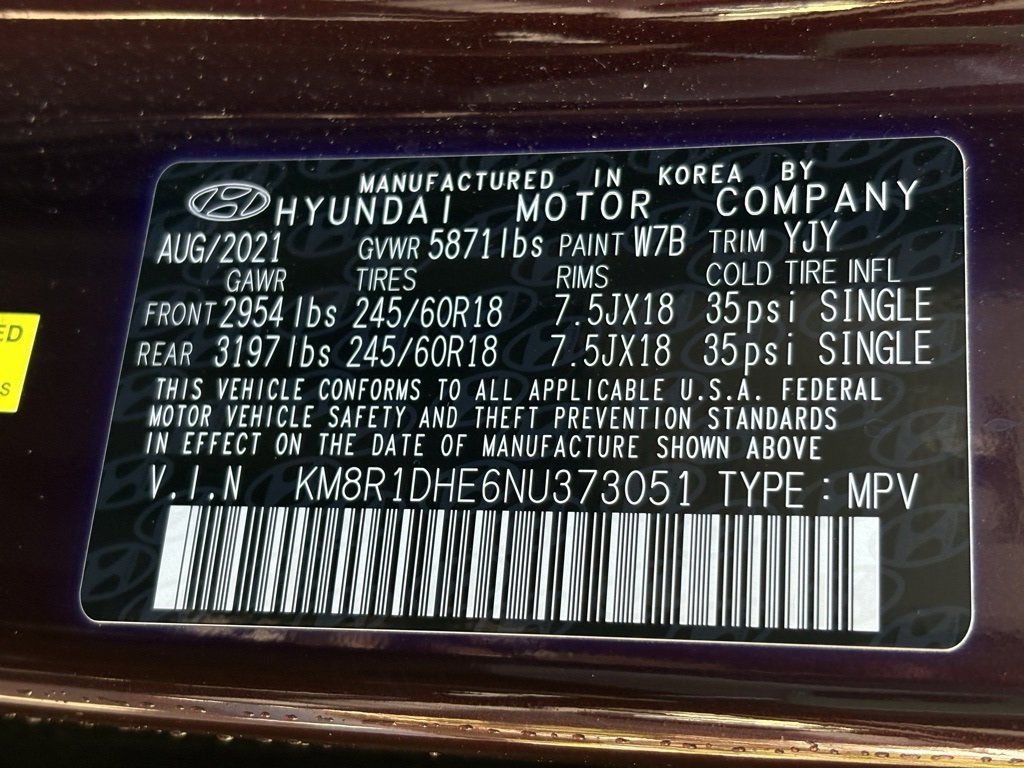 MANUFACTURED IN KOREA BY
HYUNDAI MOTOR COMPANY
AUG/2021 GVWR 5871lbs PAINT W7B TRIM YJY
GAWR TIRES RIMS COLD TIRE INFL
FRONT 2954lbs 245/60R18 7.5JX18 35psi SINGLE
REAR 3197lbs 245/60R18 7.5JX18 35psi SINGLE
THIS VEHICLE CONFORMS TO ALL APPLICABLE U.S.A. FEDERAL
MOTOR VEHICLE SAFETY AND THEFT PREVENTION STANDARDS
IN EFFECT ON THE DATE OF MANUFACTURE SHOWN ABOVE
V.I.N KM8R1DHE6NU373051 TYPE : MPV